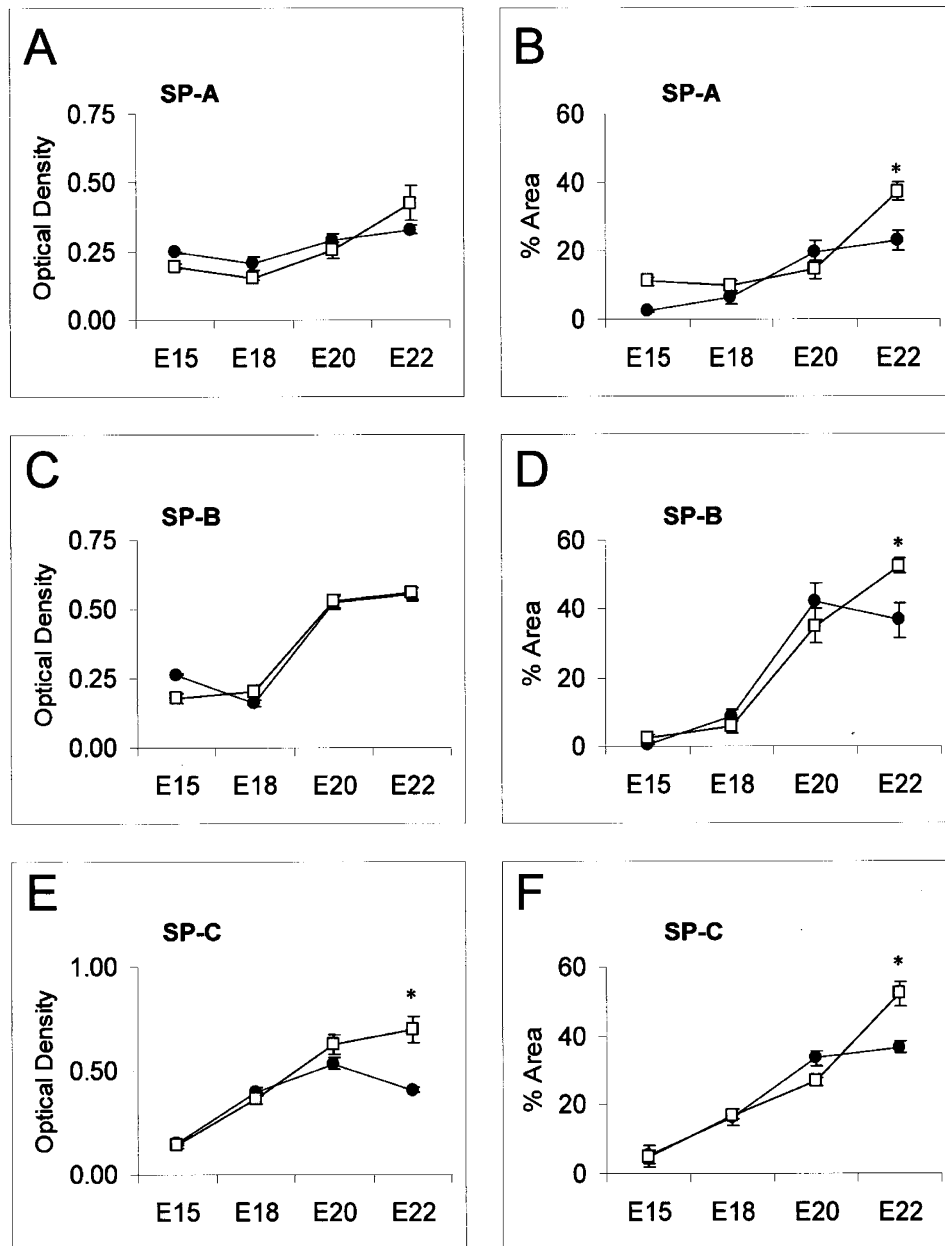 A
SP-A
Optical Density
0.75
0.50
0.25
0.00
E15 E18 E20 E22
B
SP-A
% Area
60
40
20
0
*
E15 E18 E20 E22
C
SP-B
Optical Density
0.75
0.50
0.25
0.00
E15 E18 E20 E22
D
SP-B
% Area
60
40
20
0
*
E15 E18 E20 E22
E
SP-C
Optical Density
1.00
0.50
0.00
*
E15 E18 E20 E22
F
SP-C
% Area
60
40
20
0
*
E15 E18 E20 E22